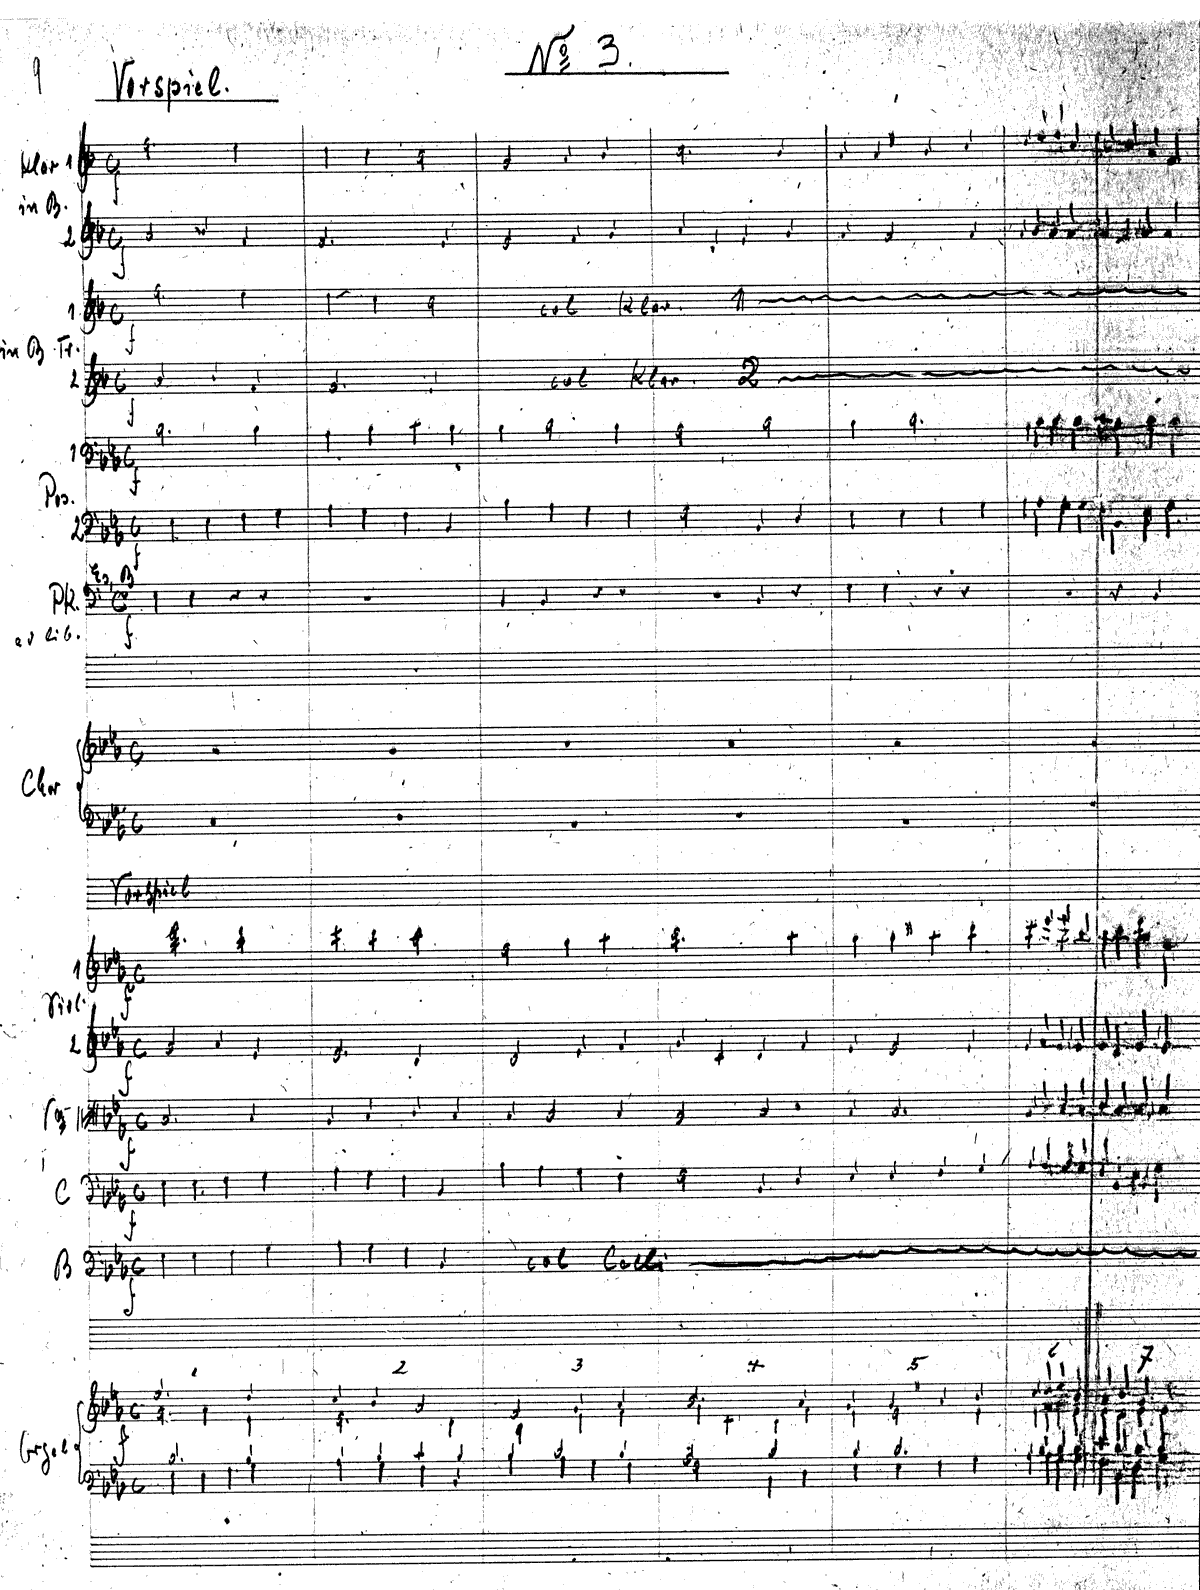 9
Vorspiel.
No 3.
Klar 1
in B.
2
f
f
1
col Klar. 1
f
in B Tr.
2
col Klar. 2
f
1
f
Pos.
2
f
Es, B
Pk.
ad lib.
f
Chor
Vorspiel
1
f
Viol.
2
f
f
C
f
B
col Celli
f
1 2 3 4 5 6 7
f
Orgel